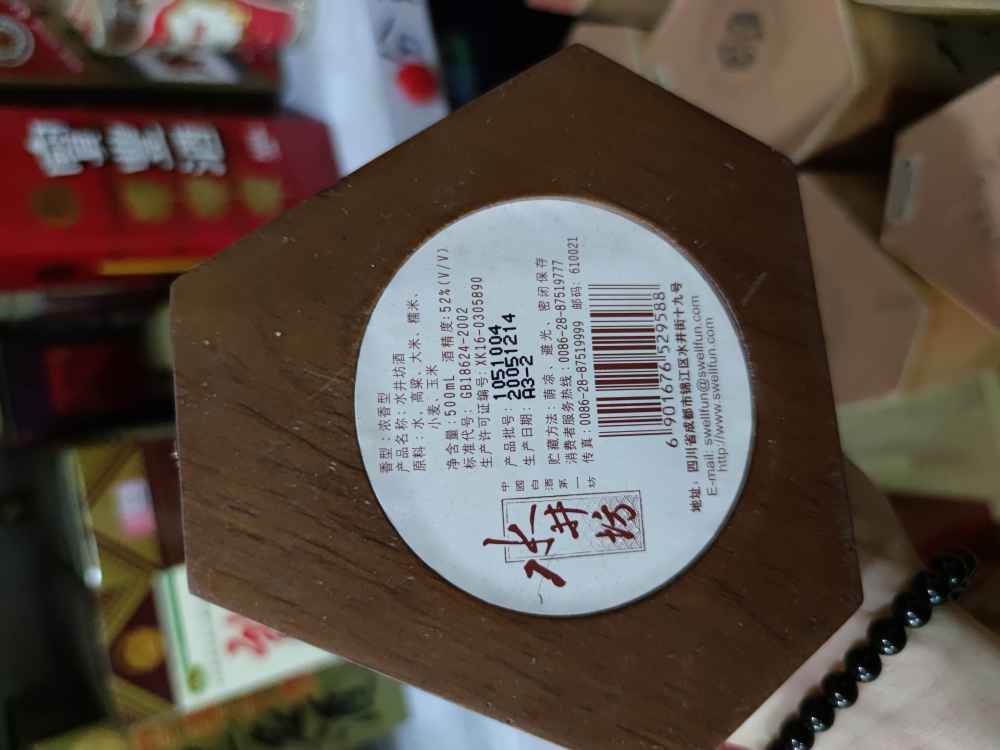 香型：浓香型
产品名称：水井坊酒
原料：水、高粱、大米、糯米、
小麦、玉米
净含量：500mL 酒精度：52%(V/V)
标准代号：GB18624-2002
生产许可证编号：XK16-0305890
产品批号：1051004
生产日期：20051214
A3-2
贮藏方法：荫凉、避光、密闭保存
消费者服务热线：0086-28-87519777
传真：0086-28-87519999 邮码：610021
6901676529588
地址：四川省成都市锦江区水井街十九号
E-mail: swellfun@swellfun.com
http://www.swellfun.com
中國白酒第一坊
水井坊